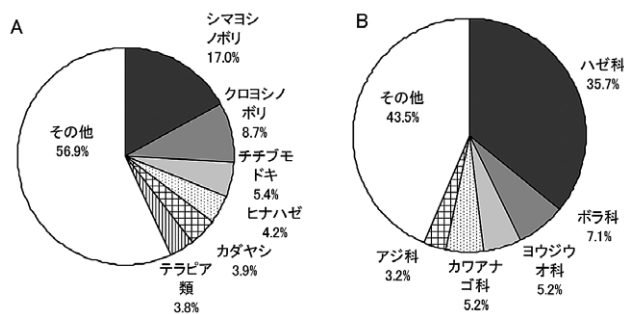 A
シマヨシ
ノボリ
17.0%
クロヨシノ
ボリ
8.7%
チチブモ
ドキ
5.4%
ヒナハゼ
4.2%
カダヤシ
3.9%
テラピア
類
3.8%
その他
56.9%
B
ハゼ科
35.7%
ボラ科
7.1%
ヨウジウ
オ科
5.2%
カワアナ
ゴ科
5.2%
アジ科
3.2%
その他
43.5%